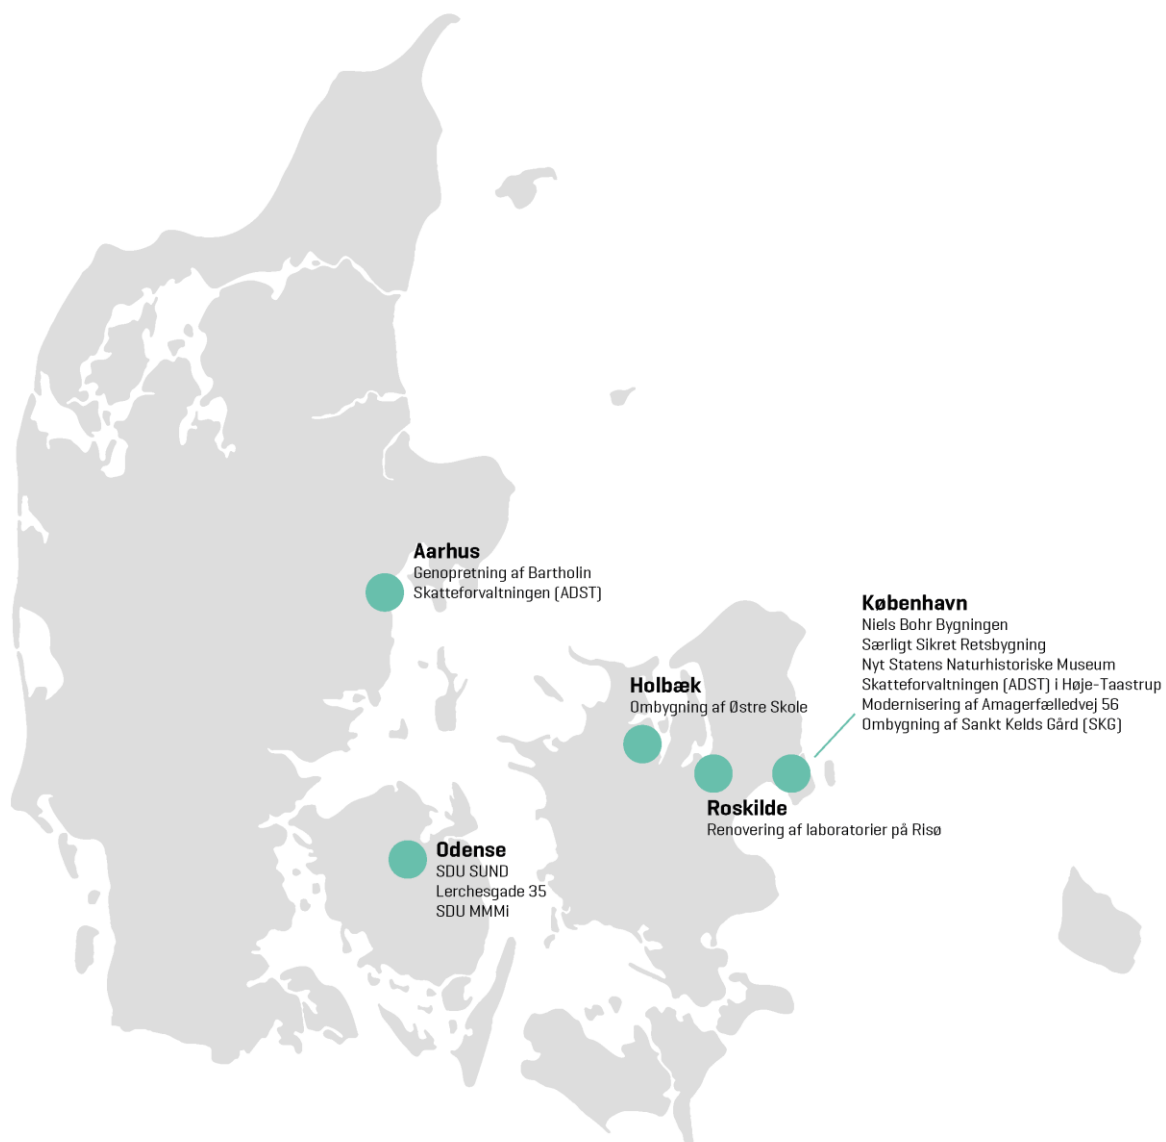 Aarhus
Genopretning af Bartholin
Skatteforvaltningen (ADST)
København
Niels Bohr Bygningen
Særligt Sikret Retsbygning
Nyt Statens Naturhistoriske Museum
Skatteforvaltningen (ADST) i Høje-Taastrup
Modernisering af Amagerfælledvej 56
Ombygning af Sankt Kelds Gård (SKG)
Holbæk
Ombygning af Østre Skole
Roskilde
Renovering af laboratorier på Risø
Odense
SDU SUND
Lerchesgade 35
SDU MMMi